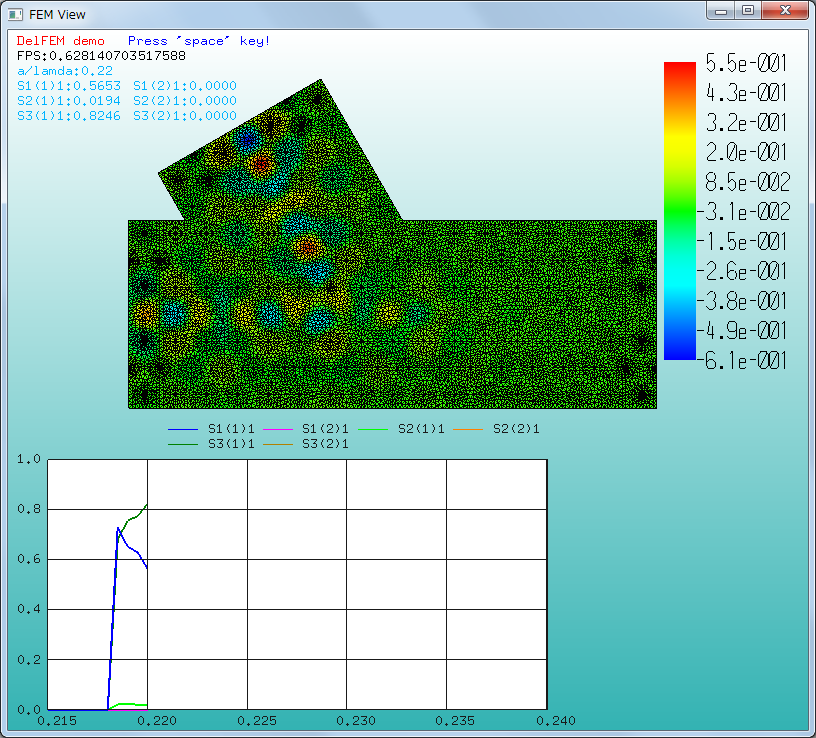 FEM View
DelFEM demo Press 'space' key!
FPS:0.628140703517588
a/lamda:0.22
S1(1)1:0.5653 S1(2)1:0.0000
S2(1)1:0.0194 S2(2)1:0.0000
S3(1)1:0.8246 S3(2)1:0.0000
5.5e-001
4.3e-001
3.2e-001
2.0e-001
8.5e-002
-3.1e-002
-1.5e-001
-2.6e-001
-3.8e-001
-4.9e-001
-6.1e-001
S1(1)1 S1(2)1 S2(1)1 S2(2)1
S3(1)1 S3(2)1
1.0
0.8
0.6
0.4
0.2
0.0
0.215 0.220 0.225 0.230 0.235 0.240